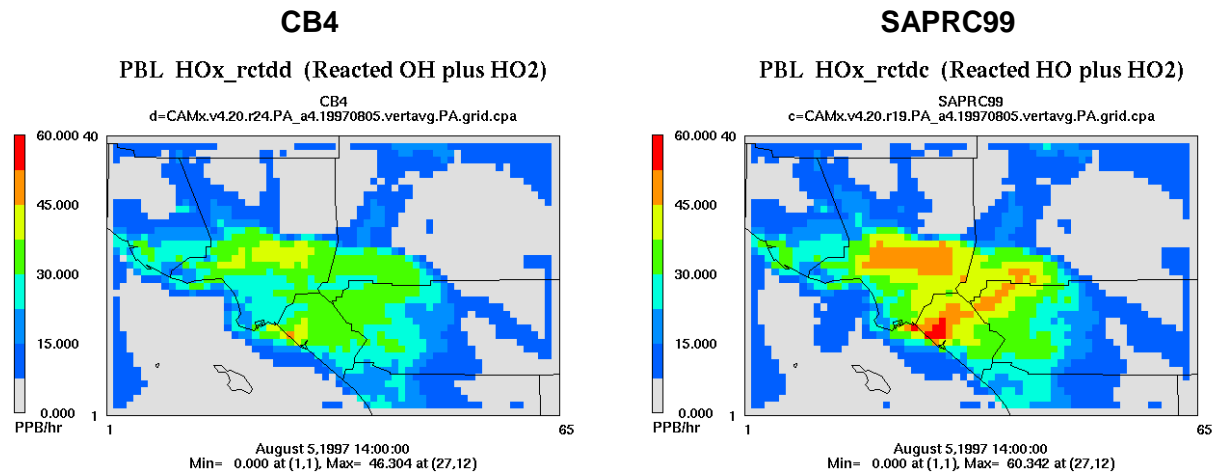 CB4
PBL HOx_rctdd (Reacted OH plus HO2)
CB4
d=CAMx.v4.20.r24.PA_a4.19970805.vertavg.PA.grid.cpa
60.000
45.000
30.000
15.000
0.000
PPB/hr
40
1
1
65
August 5,1997 14:00:00
Min= 0.000 at (1,1), Max= 46.304 at (27,12)
SAPRC99
PBL HOx_rctdc (Reacted HO plus HO2)
SAPRC99
c=CAMx.v4.20.r19.PA_a4.19970805.vertavg.PA.grid.cpa
60.000
45.000
30.000
15.000
0.000
PPB/hr
40
1
1
65
August 5,1997 14:00:00
Min= 0.000 at (1,1), Max= 60.342 at (27,12)